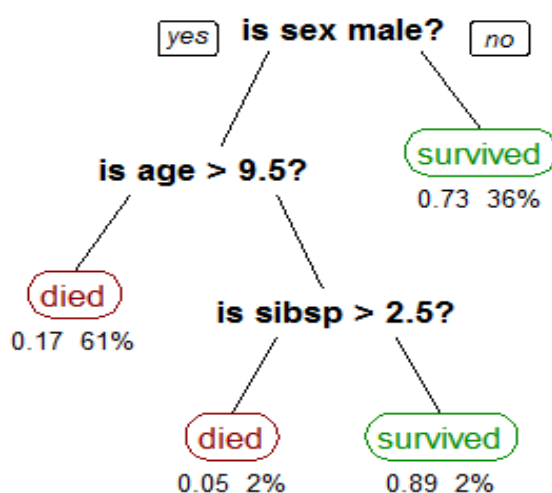 yes is sex male? no
is age > 9.5?
survived
0.73 36%
died
0.17 61%
is sibsp > 2.5?
died survived
0.05 2% 0.89 2%